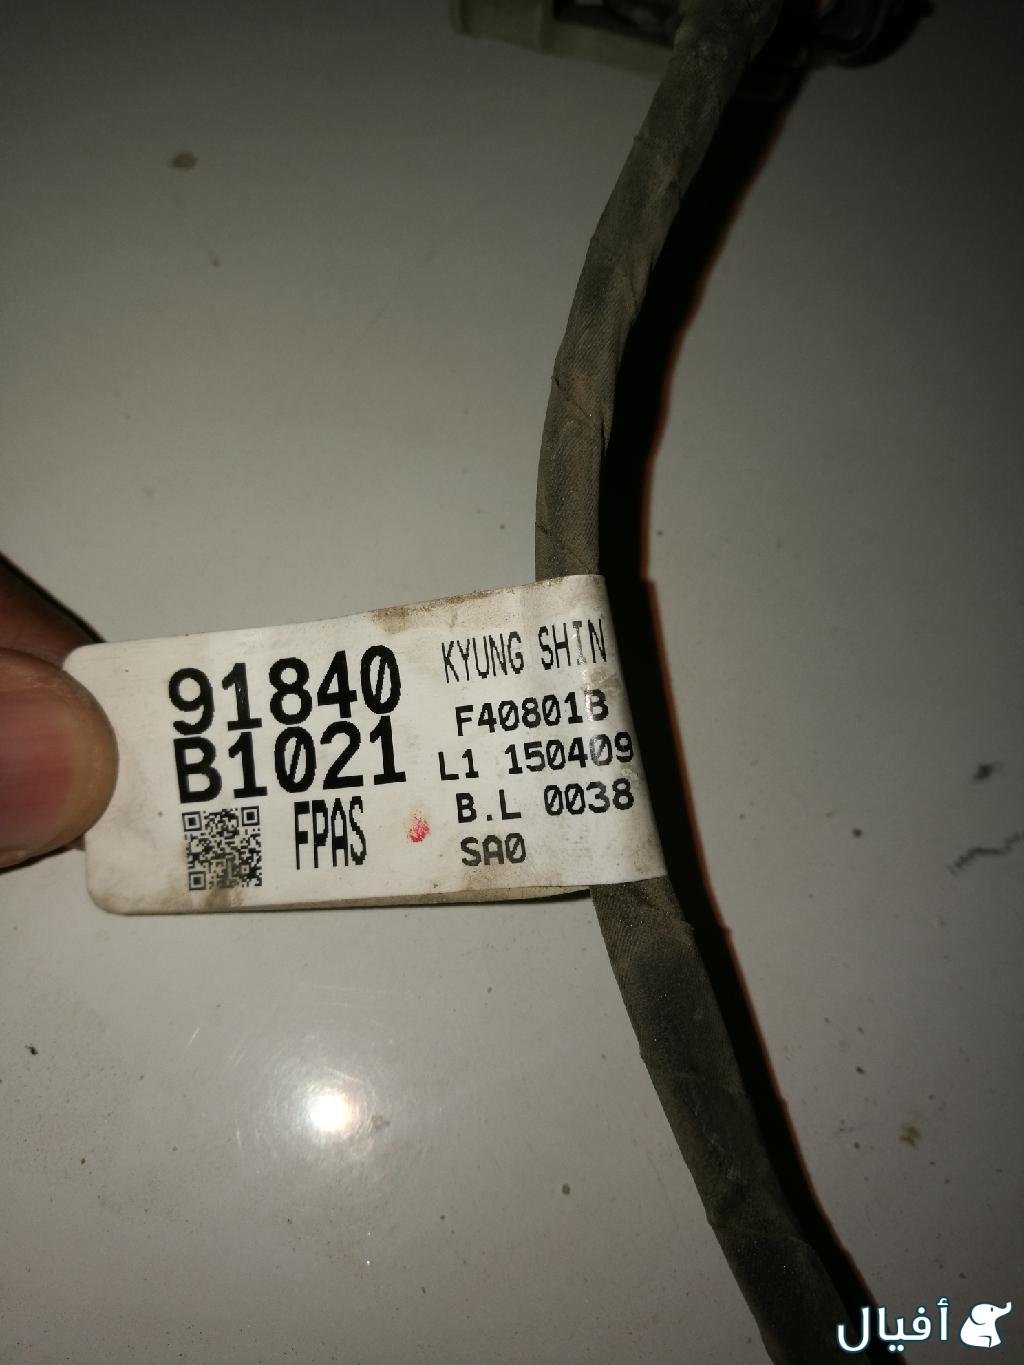 91840
B1021
FPAS
KYUNG SHIN
F40801B
L1 150409
B.L 0038
SA0
أفيال